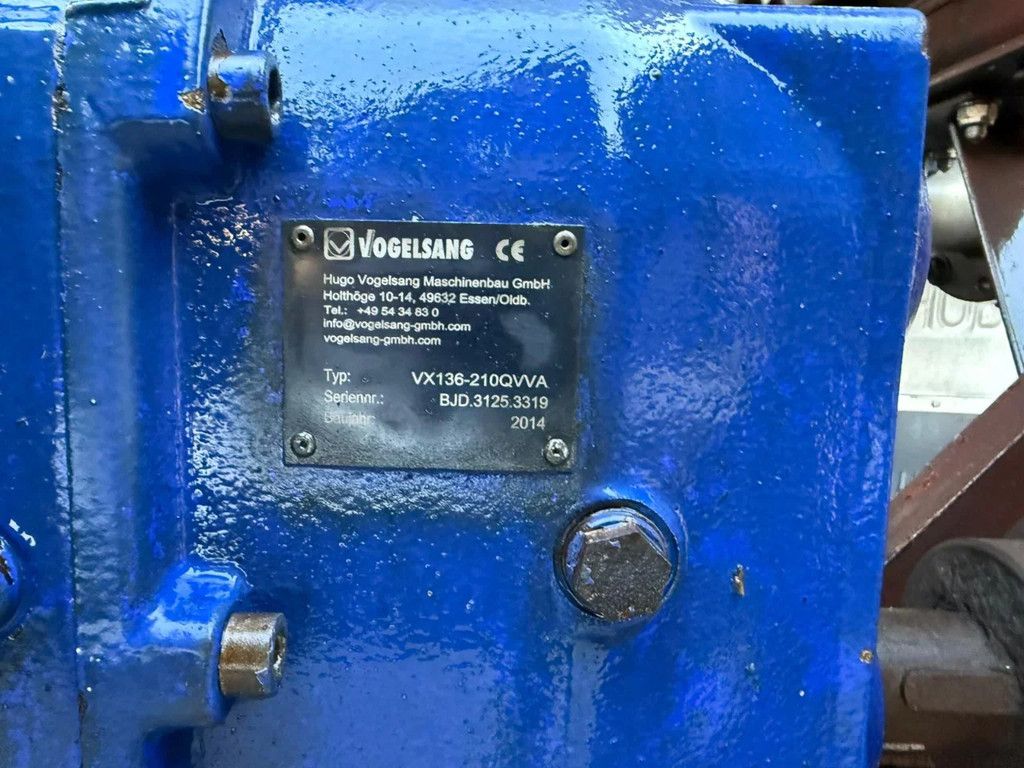 VOGELSANG CE
Hugo Vogelsang Maschinenbau GmbH
Holthöge 10-14, 49632 Essen/Oldb.
Tel.: +49 54 34 83 0
info@vogelsang-gmbh.com
vogelsang-gmbh.com
Typ: VX136-210QVVA
Seriennr.: BJD.3125.3319
Baujahr: 2014